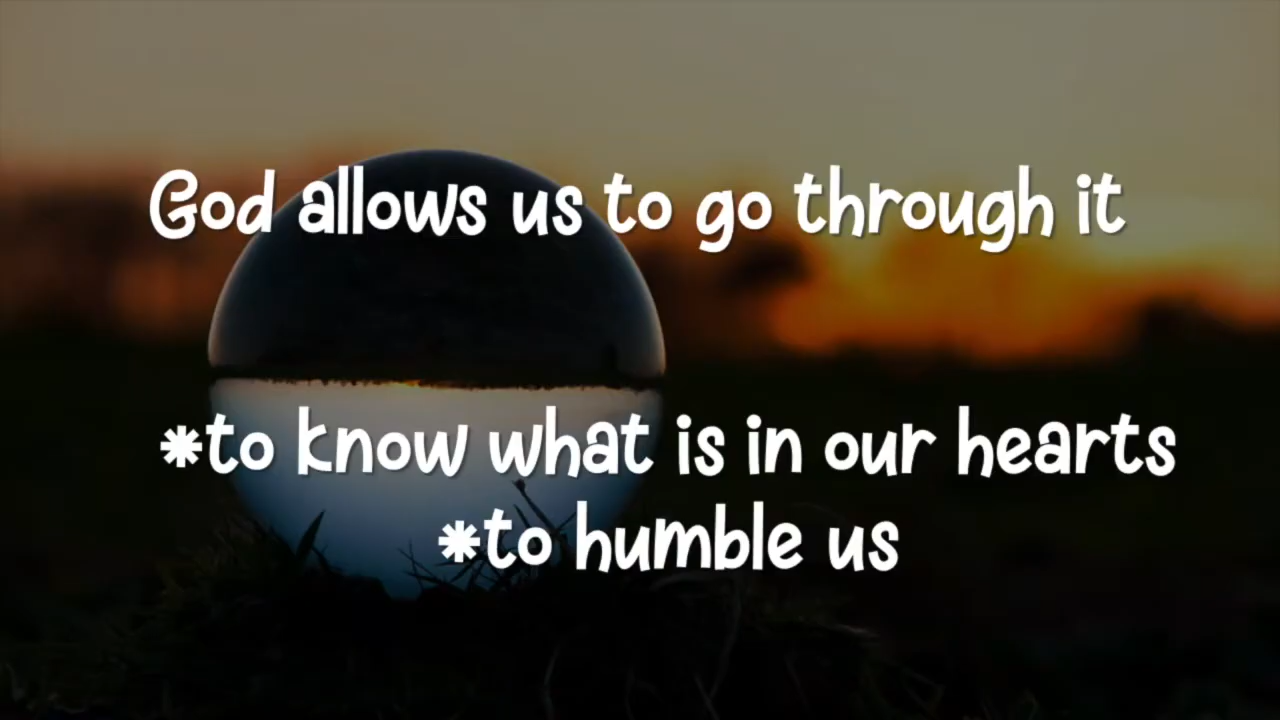 God allows us to go through it
*to know what is in our hearts
*to humble us